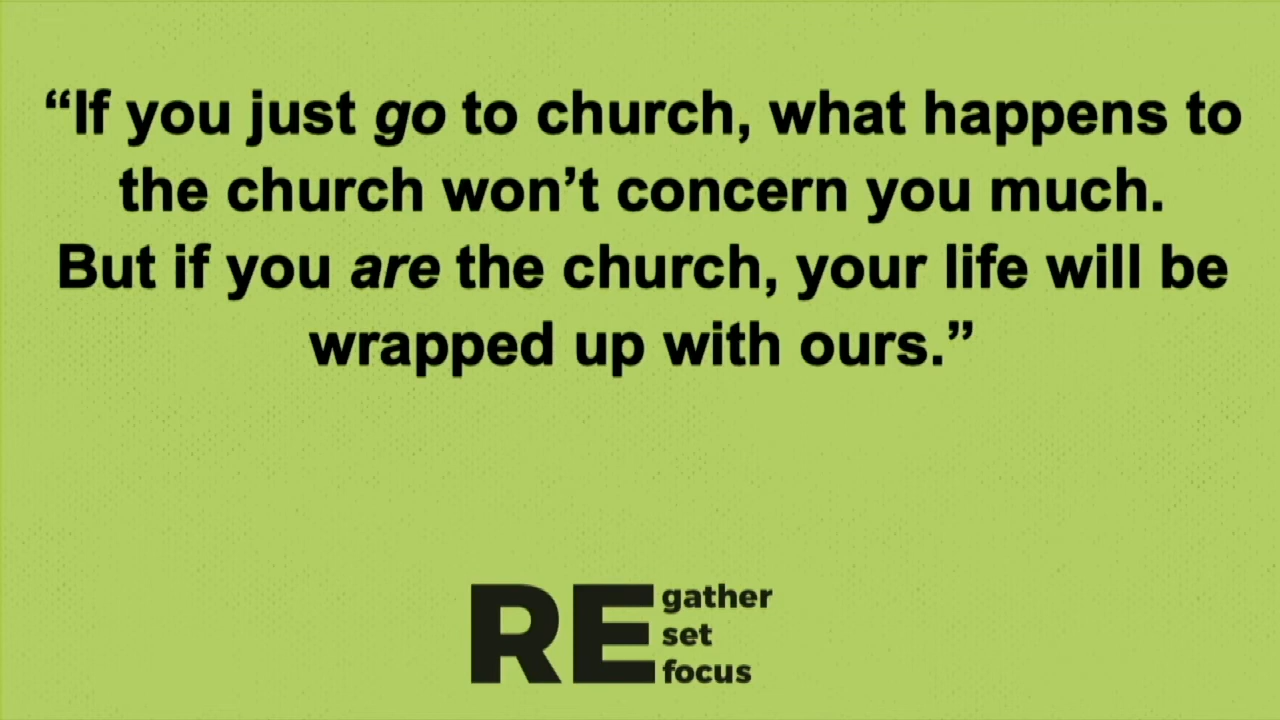 “If you just go to church, what happens to
the church won’t concern you much.
But if you are the church, your life will be
wrapped up with ours.”
RE
gather
set
focus